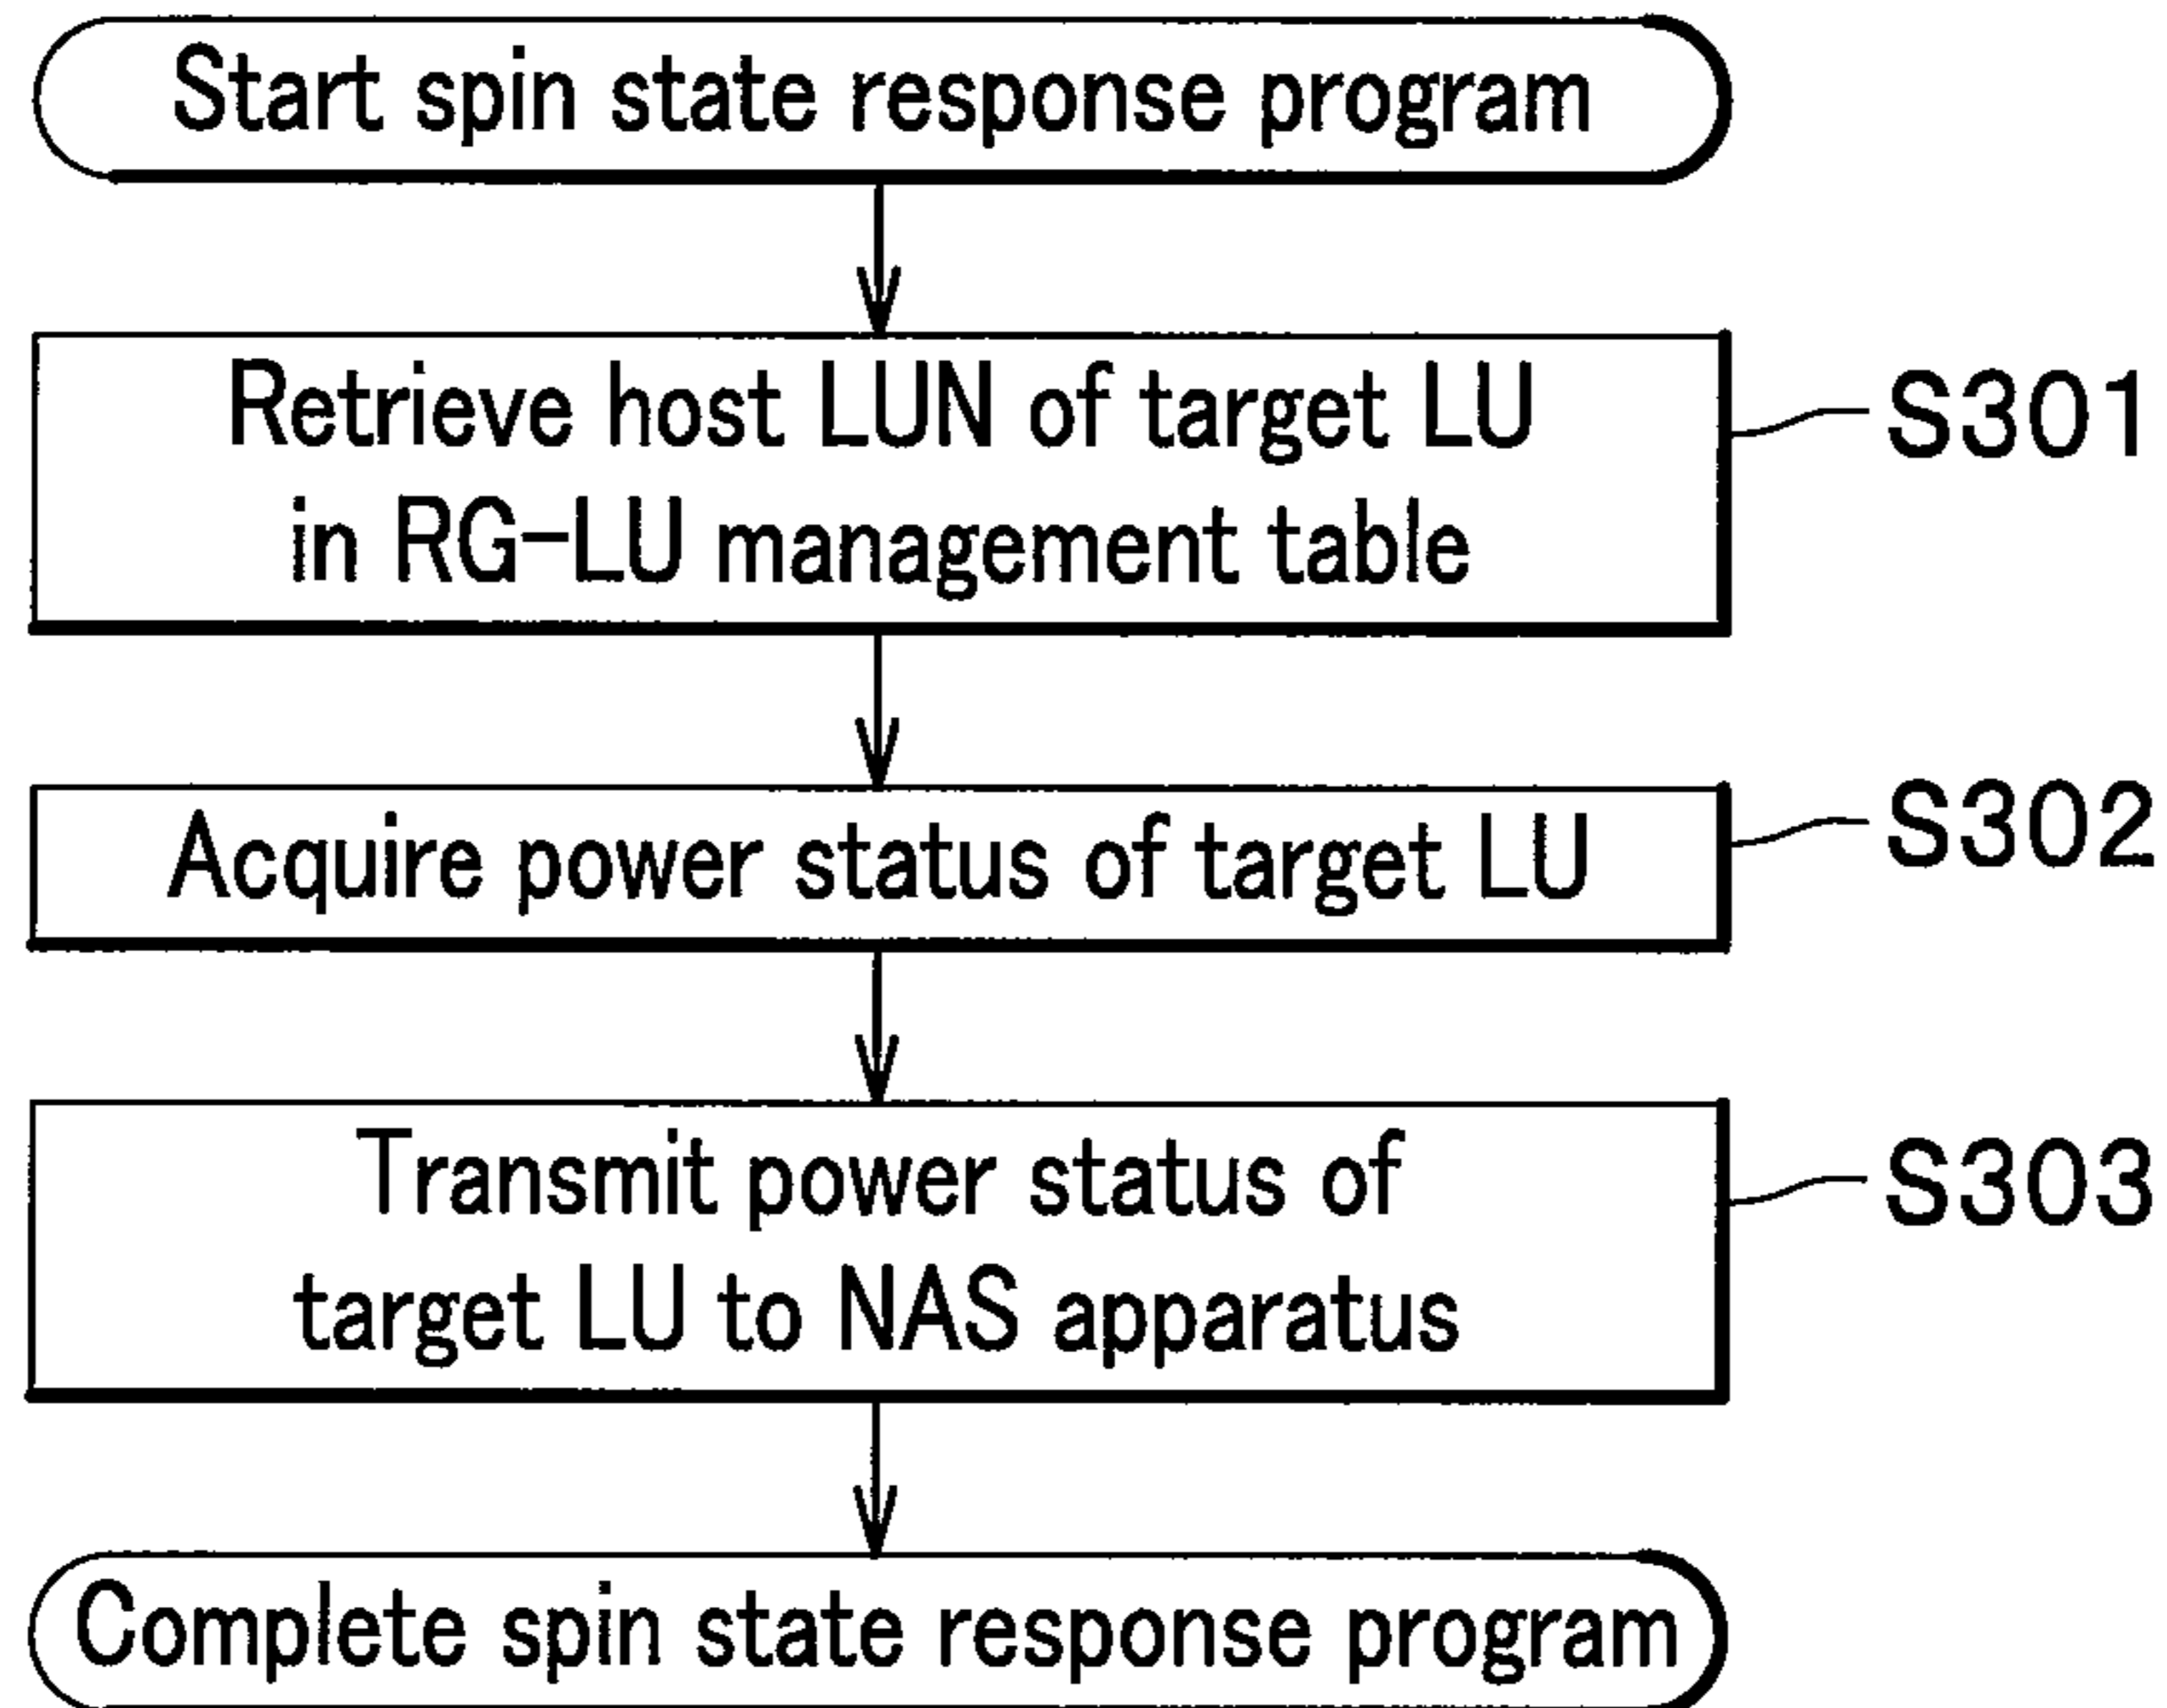 Start spin state response program
Retrieve host LUN of target LU
in RG-LU management table
S301
Acquire power status of target LU
S302
Transmit power status of
target LU to NAS apparatus
S303
Complete spin state response program